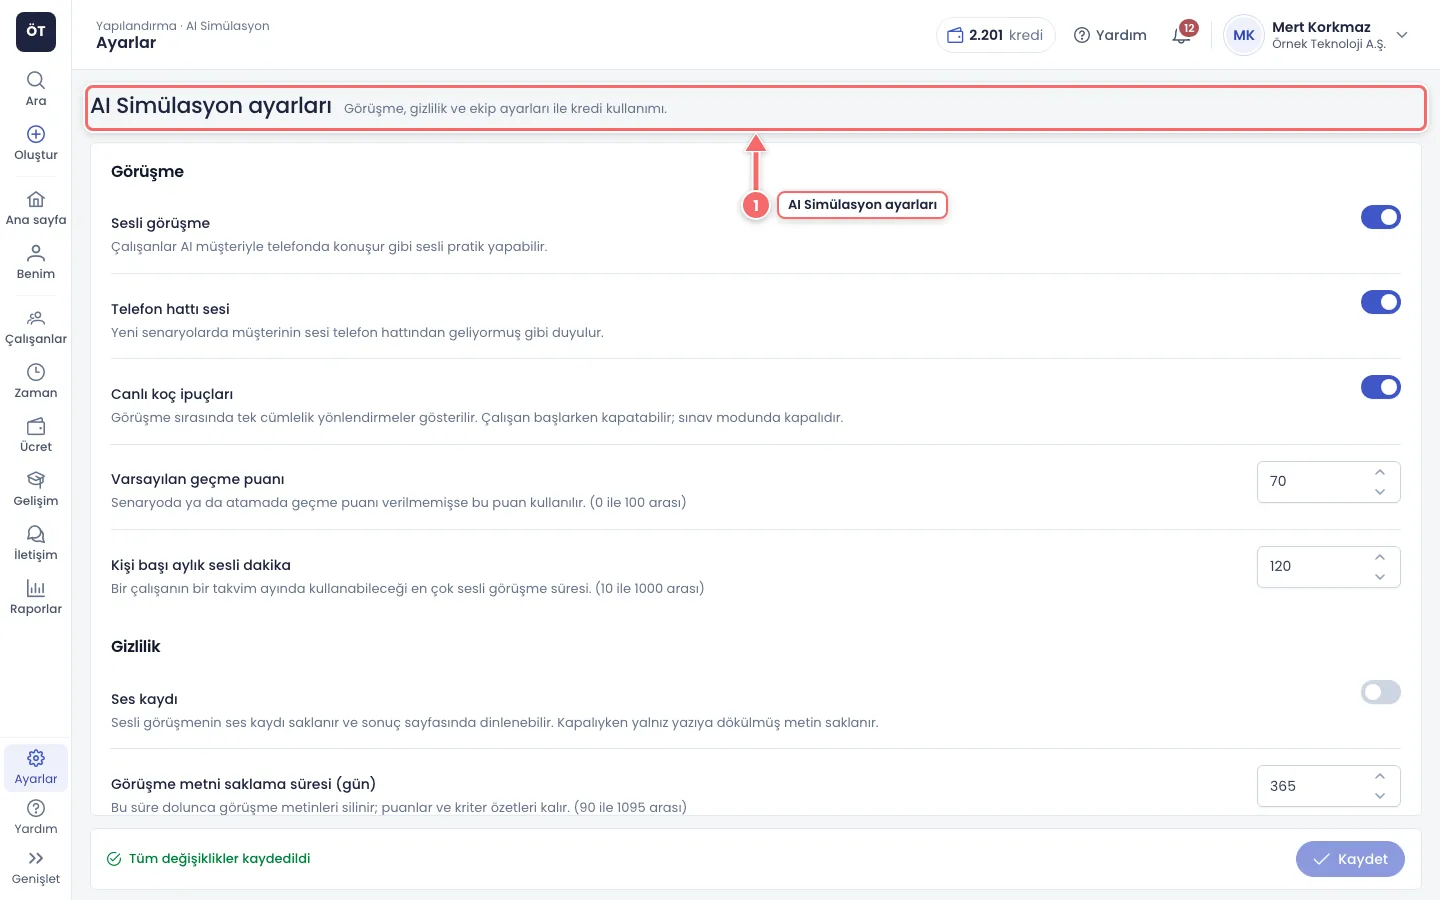 ÖT
Yapılandırma · AI Simülasyon
Ayarlar
2.201 kredi
Yardım
12
MK
Mert Korkmaz
Örnek Teknoloji A.Ş.
Ara
Oluştur
Ana sayfa
Benim
Çalışanlar
Zaman
Ücret
Gelişim
İletişim
Raporlar
Ayarlar
Yardım
Genişlet
AI Simülasyon ayarları Görüşme, gizlilik ve ekip ayarları ile kredi kullanımı.
1 AI Simülasyon ayarları
Görüşme
Sesli görüşme
Çalışanlar AI müşteriyle telefonda konuşur gibi sesli pratik yapabilir.
Telefon hattı sesi
Yeni senaryolarda müşterinin sesi telefon hattından geliyormuş gibi duyulur.
Canlı koç ipuçları
Görüşme sırasında tek cümlelik yönlendirmeler gösterilir. Çalışan başlarken kapatabilir; sınav modunda kapalıdır.
Varsayılan geçme puanı
Senaryoda ya da atamada geçme puanı verilmemişse bu puan kullanılır. (0 ile 100 arası)
70
Kişi başı aylık sesli dakika
Bir çalışanın bir takvim ayında kullanabileceği en çok sesli görüşme süresi. (10 ile 1000 arası)
120
Gizlilik
Ses kaydı
Sesli görüşmenin ses kaydı saklanır ve sonuç sayfasında dinlenebilir. Kapalıyken yalnız yazıya dökülmüş metin saklanır.
Görüşme metni saklama süresi (gün)
Bu süre dolunca görüşme metinleri silinir; puanlar ve kriter özetleri kalır. (90 ile 1095 arası)
365
Tüm değişiklikler kaydedildi
Kaydet